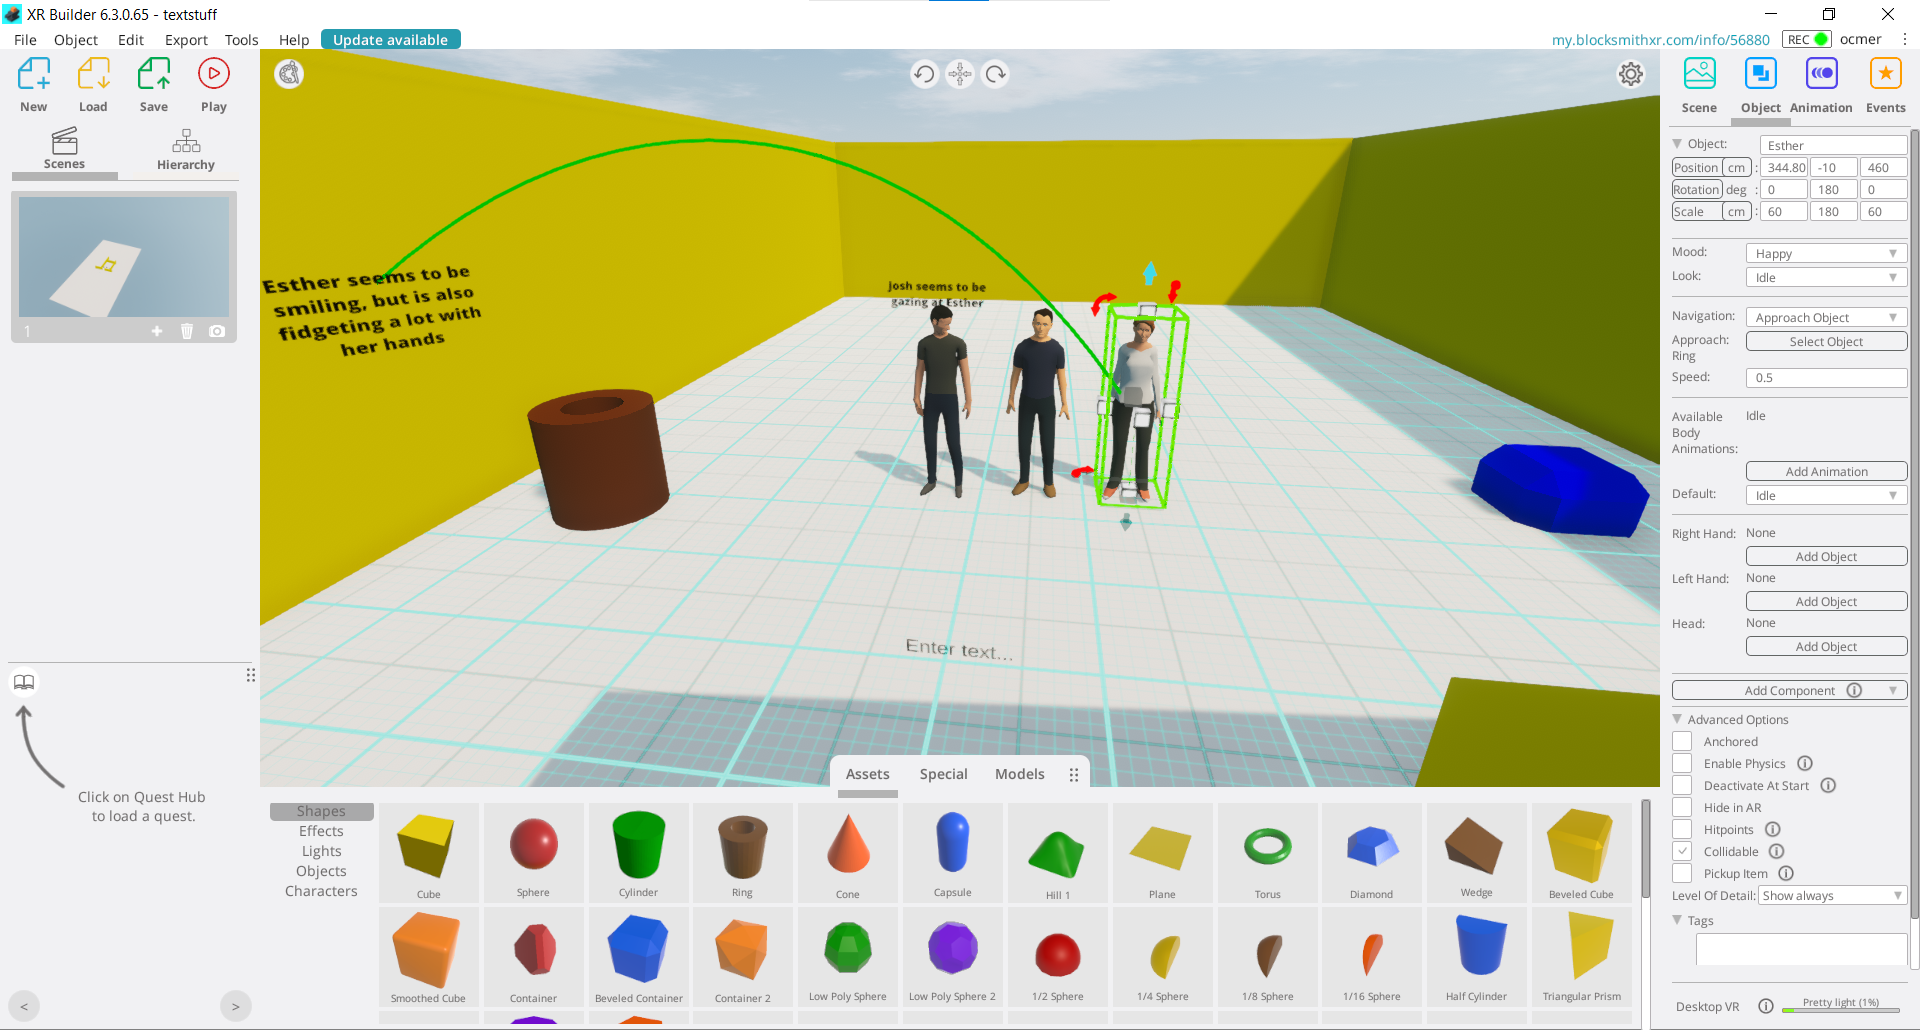 XR Builder 6.3.0.65 - textstuff
File Object Edit Export Tools Help Update available
my.blocksmithxr.com/info/56880 REC ocmer
New Load Save Play
Scenes Hierarchy
1
Click on Quest Hub
to load a quest.
< >
Esther seems to be
smiling, but is also
fidgeting a lot with
her hands
Josh seems to be
gazing at Esther
Enter text...
Assets Special Models
Shapes
Effects
Lights
Objects
Characters
Cube Sphere Cylinder Ring Cone Capsule Hill 1 Plane Torus Diamond Wedge Beveled Cube
Smoothed Cube Container Beveled Container Container 2 Low Poly Sphere Low Poly Sphere 2 1/2 Sphere 1/4 Sphere 1/8 Sphere 1/16 Sphere Half Cylinder Triangular Prism
Scene Object Animation Events
Object: Esther
Position cm : 344.80 -10 460
Rotation deg : 0 180 0
Scale cm : 60 180 60
Mood: Happy
Look: Idle
Navigation: Approach Object
Approach: Select Object
Ring
Speed: 0.5
Available Idle
Body
Animations:
Add Animation
Default: Idle
Right Hand: None
Add Object
Left Hand: None
Add Object
Head: None
Add Object
Add Component
Advanced Options
Anchored
Enable Physics
Deactivate At Start
Hide in AR
Hitpoints
Collidable
Pickup Item
Level Of Detail: Show always
Tags
Desktop VR Pretty light (1%)